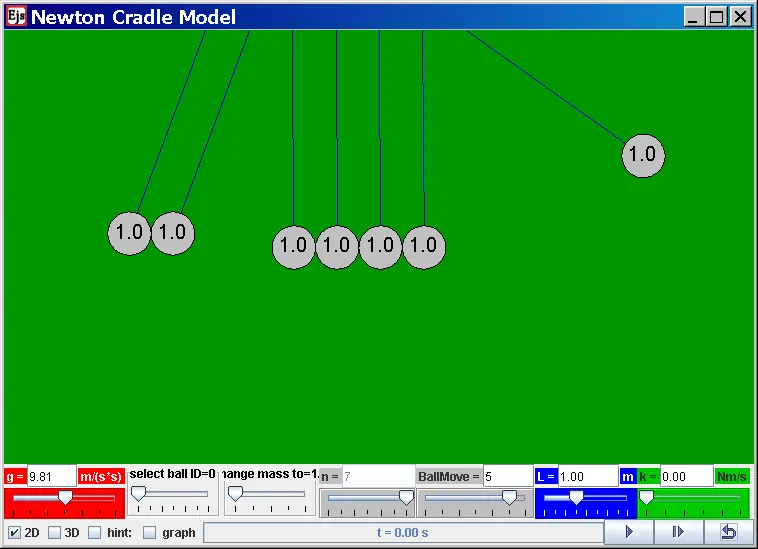 Ejs Newton Cradle Model
1.0
1.0 1.0
1.0 1.0 1.0 1.0
g = 9.81 m/(s*s) select ball ID=0 hange mass to=1. n = 7 BallMove = 5 L = 1.00 m k = 0.00 Nm/s
2D 3D hint: graph t = 0.00 s